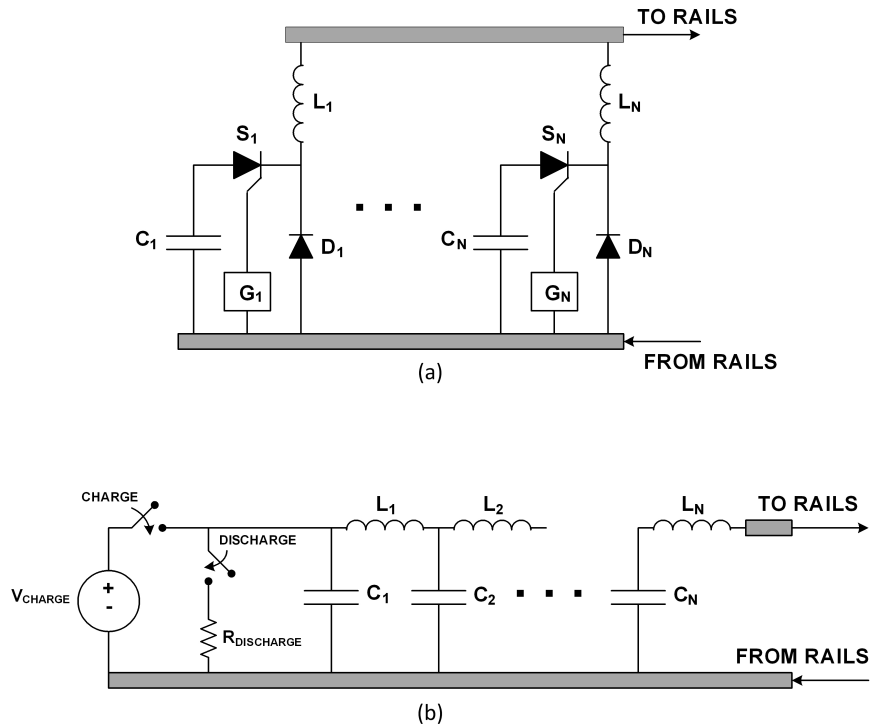 TO RAILS
L1
LN
S1
SN
C1
D1
CN
DN
G1
GN
FROM RAILS
(a)
CHARGE
L1
L2
LN
TO RAILS
DISCHARGE
VCHARGE
+
-
C1
C2
CN
RDISCHARGE
FROM RAILS
(b)